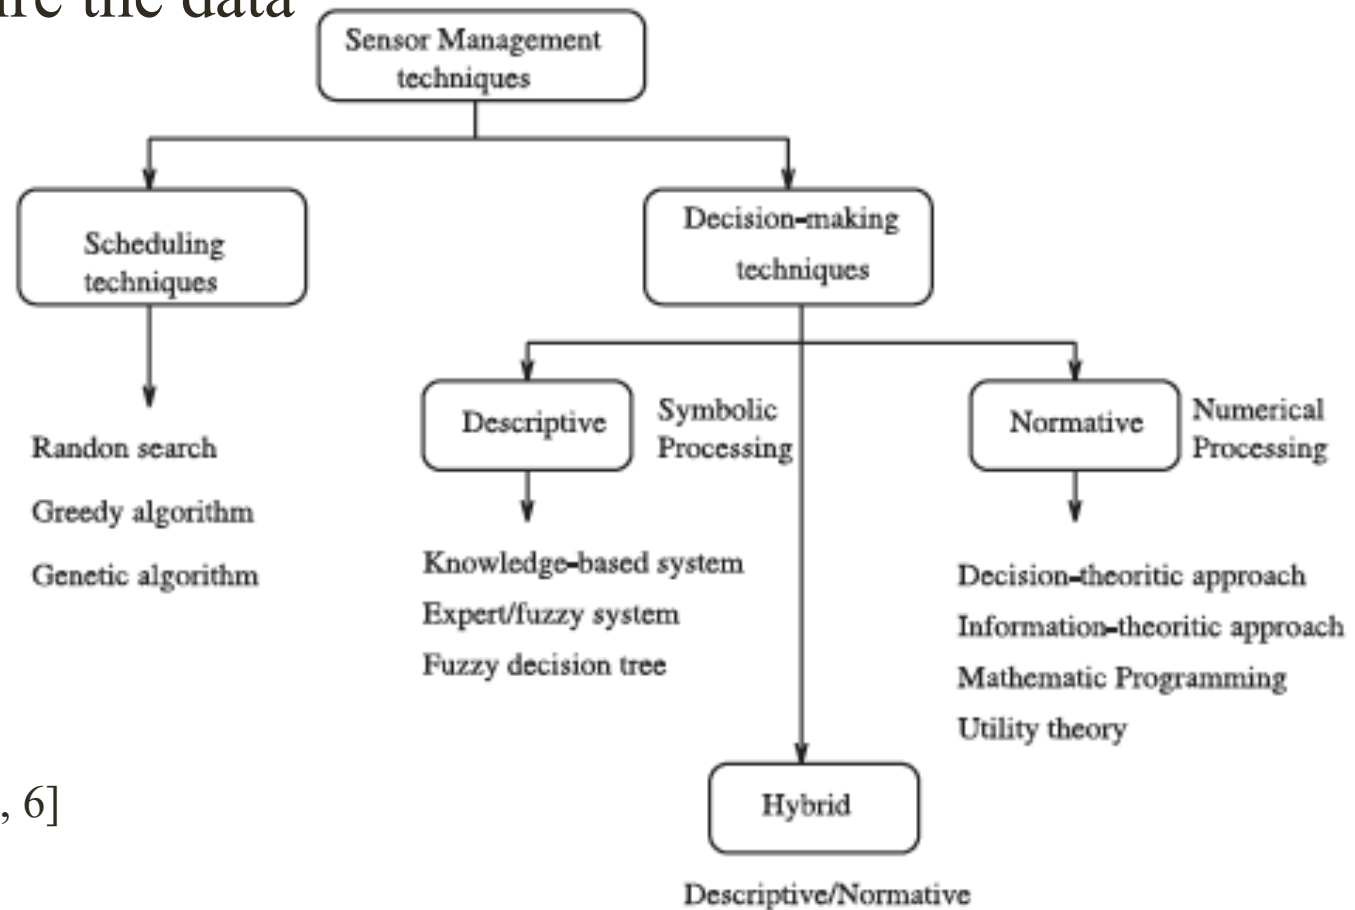 the data
Sensor Management
techniques
Scheduling
techniques
Decision-making
techniques
Descriptive
Symbolic
Processing
Normative
Numerical
Processing
Randon search
Greedy algorithm
Genetic algorithm
Knowledge-based system
Expert/fuzzy system
Fuzzy decision tree
Decision-theoritic approach
Information-theoritic approach
Mathematic Programming
Utility theory
, 6]
Hybrid
Descriptive/Normative